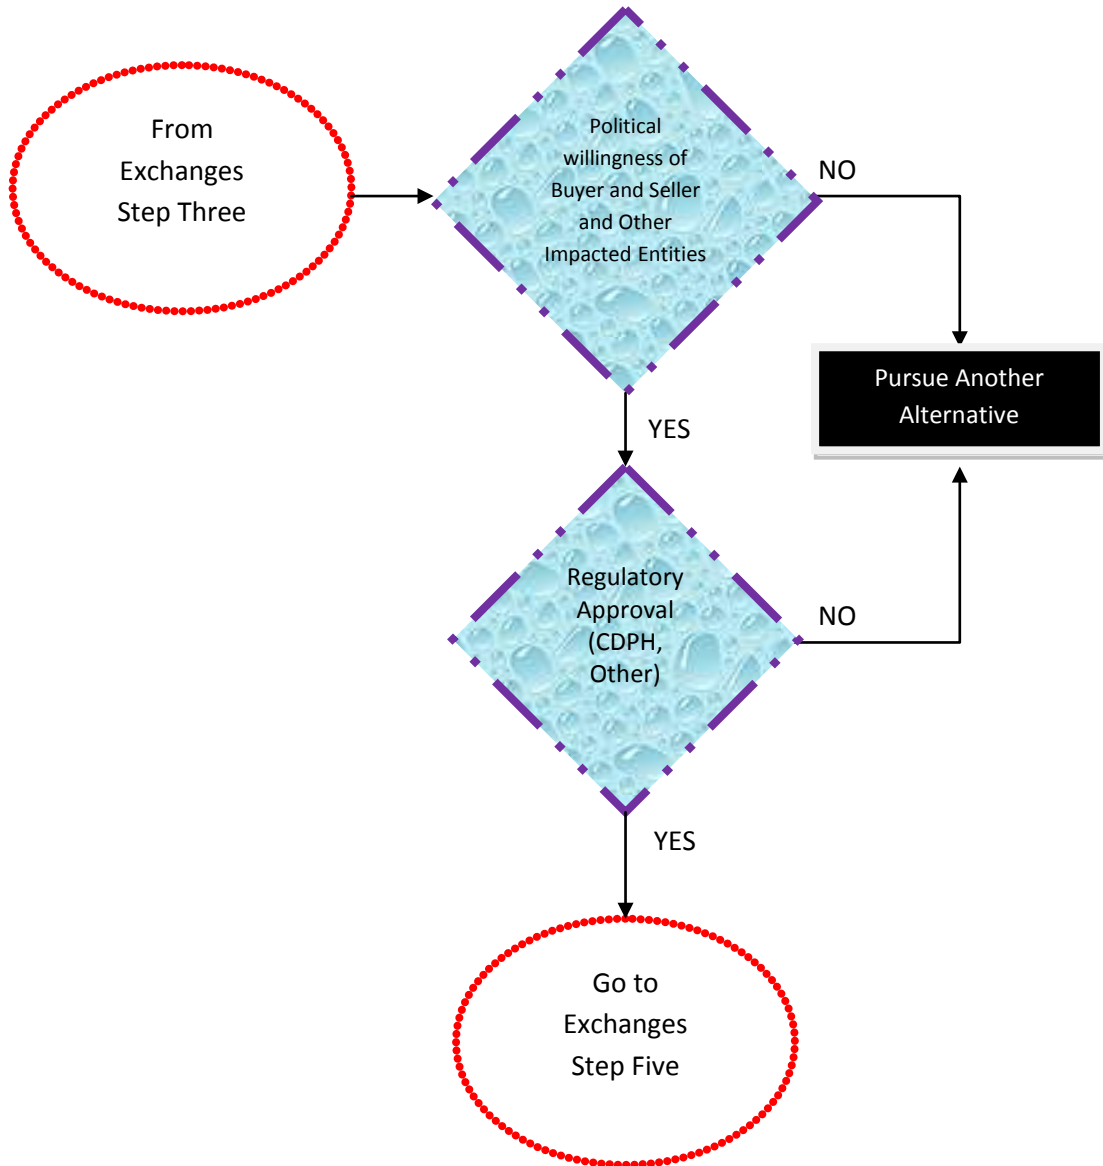 From
Exchanges
Step Three
Political
willingness of
Buyer and Seller
and Other
Impacted Entities
NO
Pursue Another
Alternative
YES
Regulatory
Approval
(CDPH,
Other)
NO
YES
Go to
Exchanges
Step Five